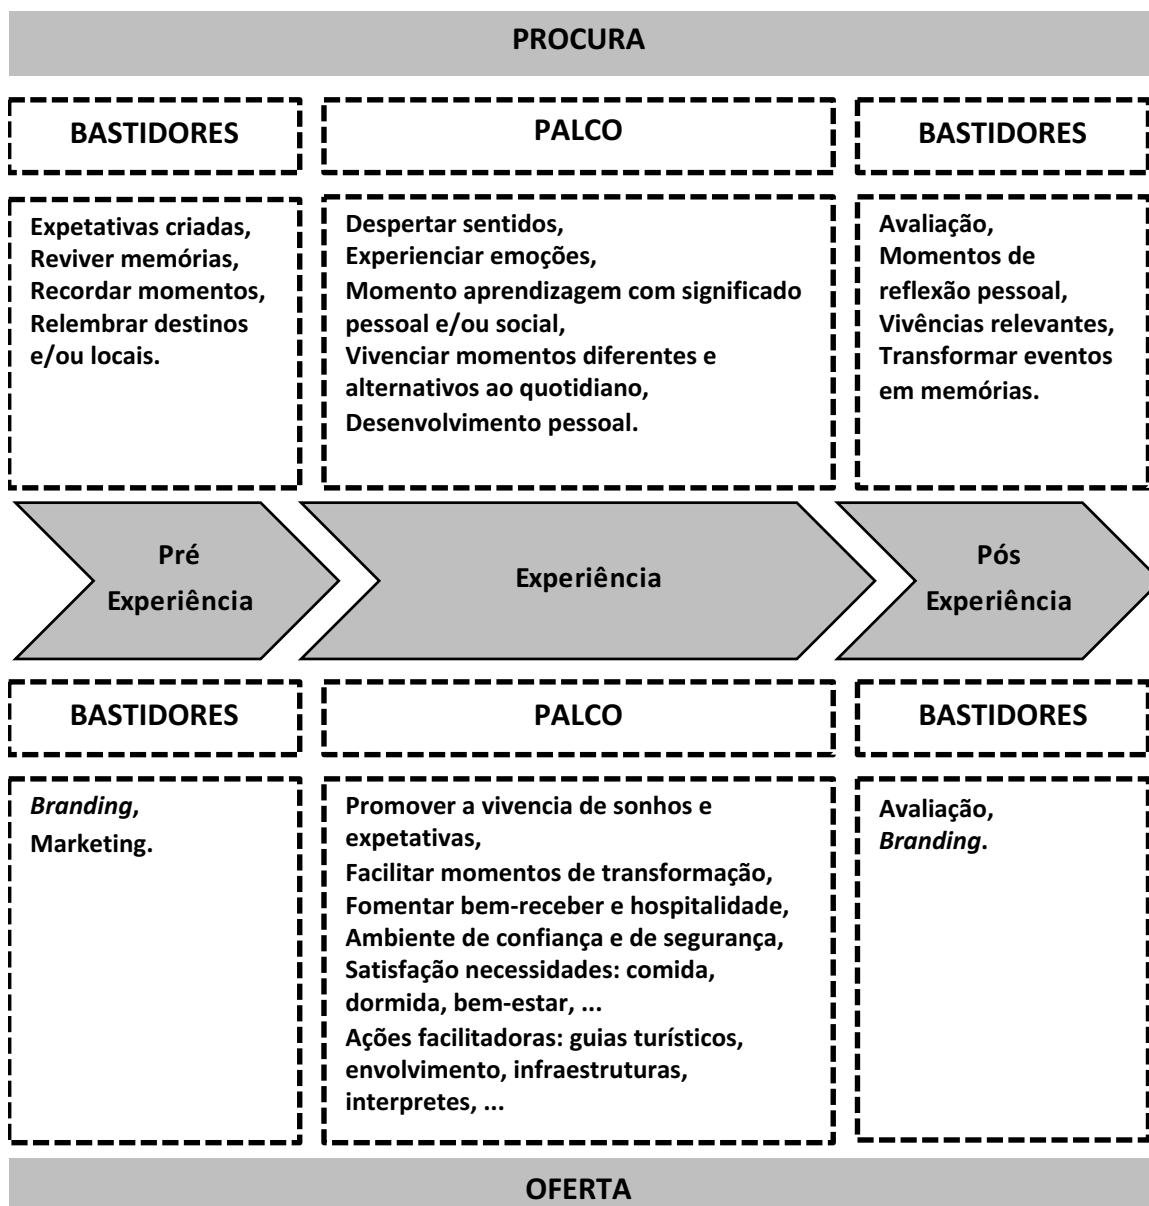 PROCURA
BASTIDORES
PALCO
BASTIDORES
Expetativas criadas,
Reviver memórias,
Recordar momentos,
Relembrar destinos
e/ou locais.
Despertar sentidos,
Experienciar emoções,
Momento aprendizagem com significado
pessoal e/ou social,
Vivenciar momentos diferentes e
alternativos ao quotidiano,
Desenvolvimento pessoal.
Avaliação,
Momentos de
reflexão pessoal,
Vivências relevantes,
Transformar eventos
em memórias.
Pré
Experiência
Experiência
Pós
Experiência
BASTIDORES
PALCO
BASTIDORES
Branding,
Marketing.
Promover a vivencia de sonhos e
expetativas,
Facilitar momentos de transformação,
Fomentar bem-receber e hospitalidade,
Ambiente de confiança e de segurança,
Satisfação necessidades: comida,
dormida, bem-estar, ...
Ações facilitadoras: guias turísticos,
envolvimento, infraestruturas,
interpretes, ...
Avaliação,
Branding.
OFERTA